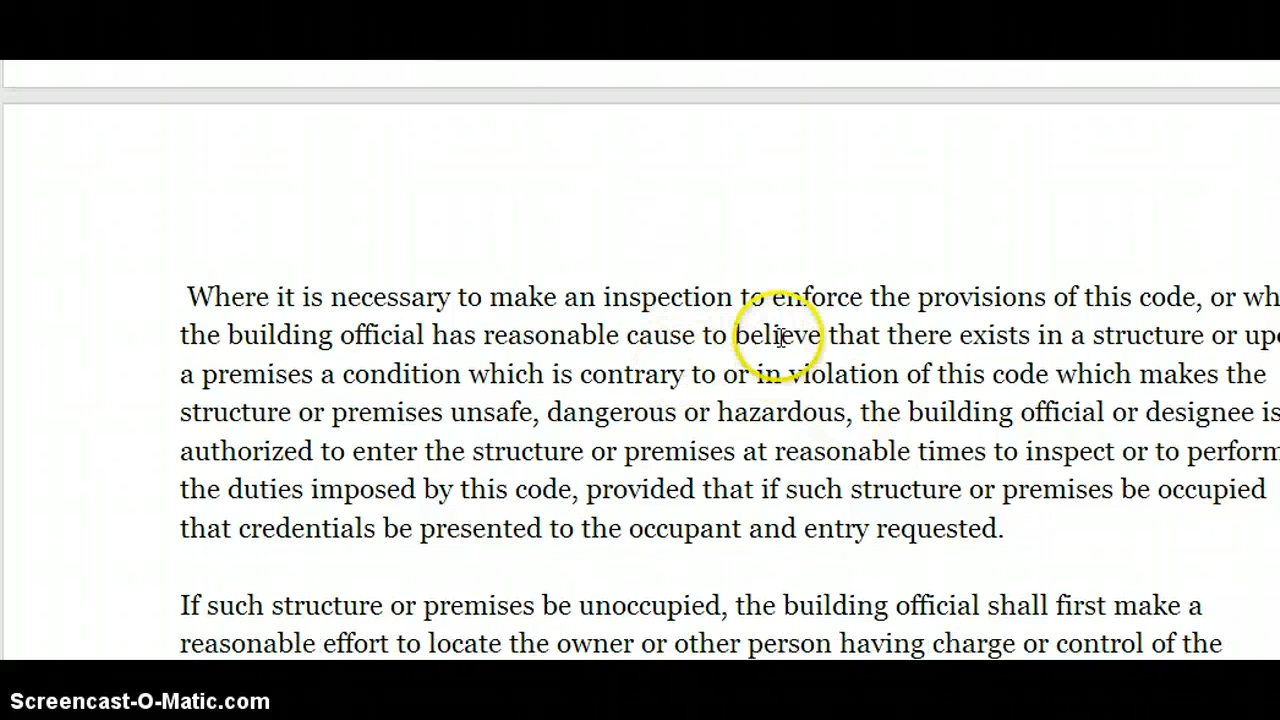 Where it is necessary to make an inspection to enforce the provisions of this code, or wh
the building official has reasonable cause to believe that there exists in a structure or up
a premises a condition which is contrary to or in violation of this code which makes the
structure or premises unsafe, dangerous or hazardous, the building official or designee is
authorized to enter the structure or premises at reasonable times to inspect or to perform
the duties imposed by this code, provided that if such structure or premises be occupied
that credentials be presented to the occupant and entry requested.
If such structure or premises be unoccupied, the building official shall first make a
reasonable effort to locate the owner or other person having charge or control of the
Screencast-O-Matic.com